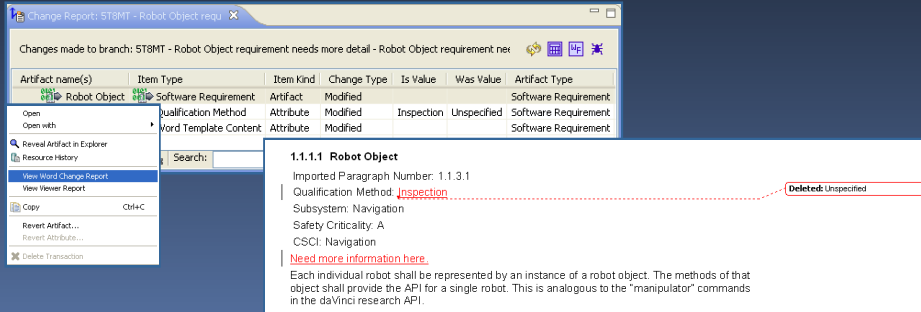 Change Report: 5T8MT - Robot Object requ
Changes made to branch: 5T8MT - Robot Object requirement needs more detail - Robot Object requirement nee
Artifact name(s) Item Type Item Kind Change Type Is Value Was Value Artifact Type
Robot Object Software Requirement Artifact Modified Software Requirement
Qualification Method Attribute Modified Inspection Unspecified Software Requirement
Word Template Content Attribute Modified Software Requirement
Search:
Open
Open with
Reveal Artifact in Explorer
Resource History
View Word Change Report
View Viewer Report
Copy Ctrl+C
Revert Artifact...
Revert Attribute...
Delete Transaction
1.1.1.1 Robot Object
Imported Paragraph Number: 1.1.3.1
Qualification Method: Inspection
Deleted: Unspecified
Subsystem: Navigation
Safety Criticality: A
CSCI: Navigation
Need more information here.
Each individual robot shall be represented by an instance of a robot object. The methods of that
object shall provide the API for a single robot. This is analogous to the "manipulator" commands
in the daVinci research API.